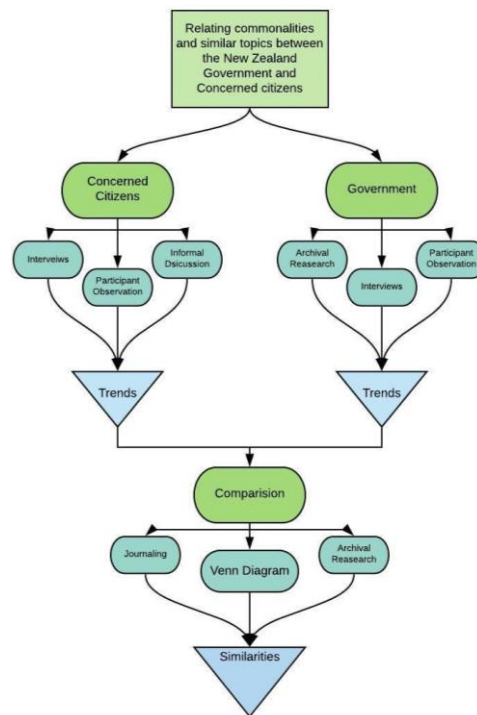 Relating commonalities
and similar topics between
the New Zealand
Government and
Concerned citizens
Concerned
Citizens
Government
Interveiws
Participant
Observation
Informal
Dsicussion
Archival
Reasearch
Interviews
Participant
Observation
Trends
Trends
Comparision
Journaling
Venn Diagram
Archival
Reasearch
Similarities